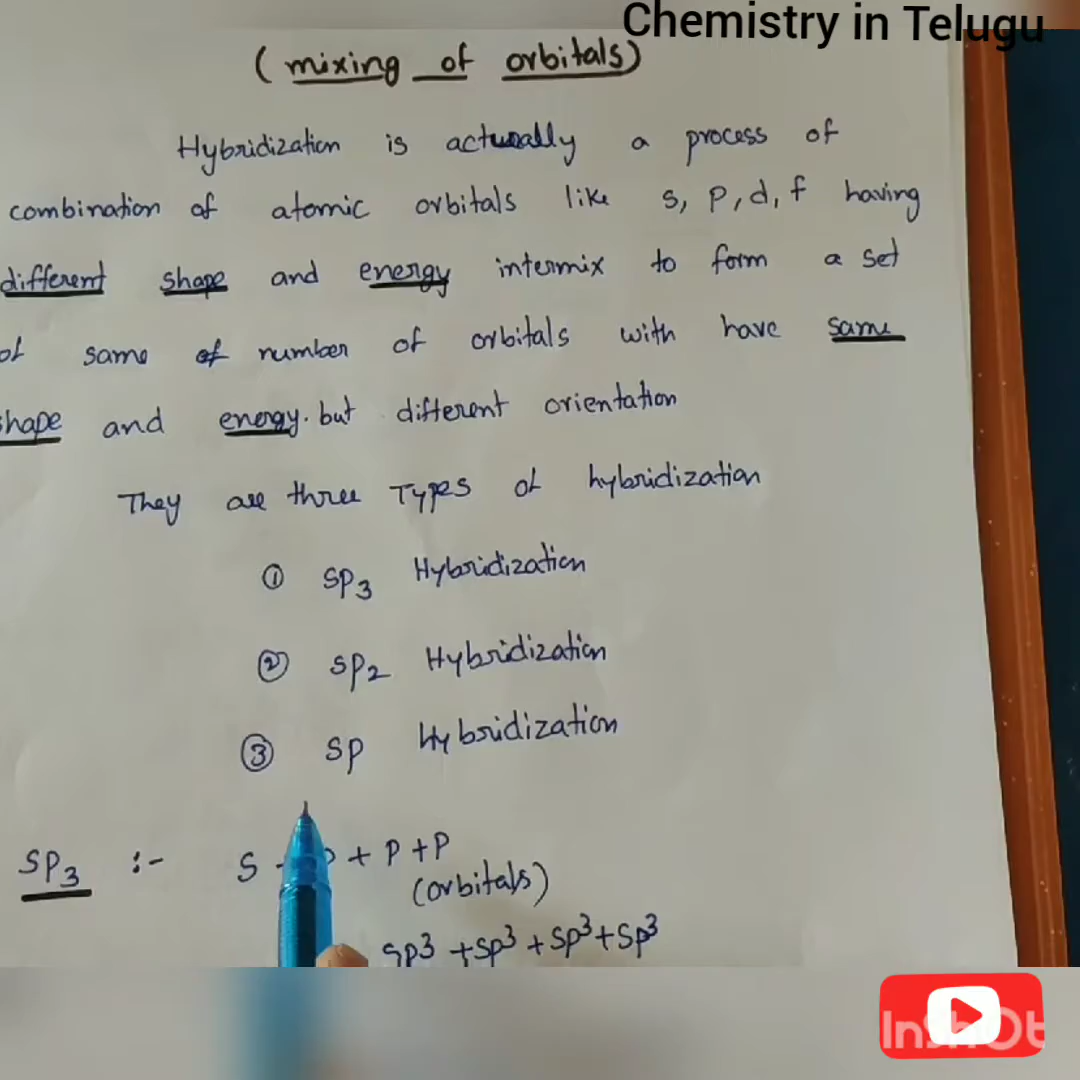 Chemistry in Telugu
(mixing of orbitals)
Hybridization is actually a process of
combination of atomic orbitals like s, p, d, f having
different shape and energy intermix to form a set
of same of number of orbitals with have same
shape and energy. but different orientation
They are three Types of hybridization
① SP3 Hybridization
② SP2 Hybridization
③ SP Hybridization
SP3 :- S + P + P + P
(orbitals)
SP³ + SP³ + SP³ + SP³
InShOt